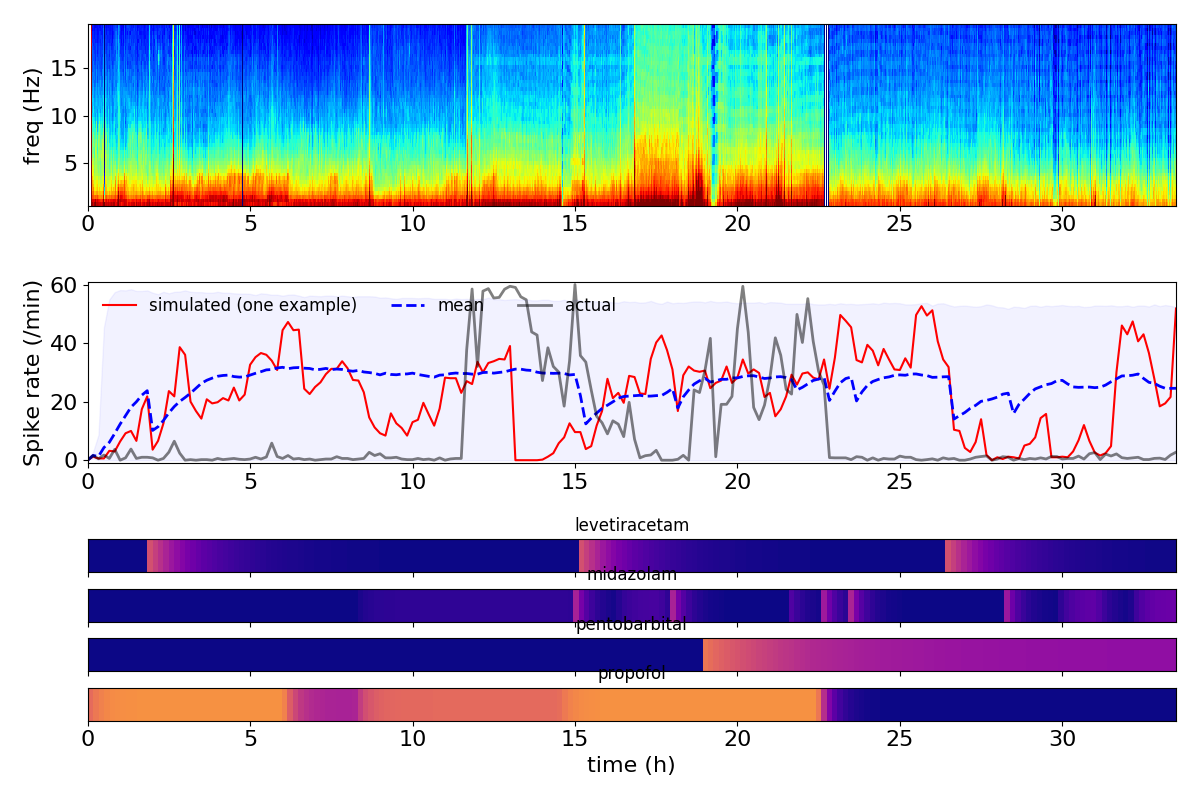 freq (Hz)
15
10
5
0 5 10 15 20 25 30
Spike rate (/min)
60
40
20
0
simulated (one example) mean actual
0 5 10 15 20 25 30
levetiracetam
midazolam
pentobarbital
propofol
0 5 10 15 20 25 30
time (h)